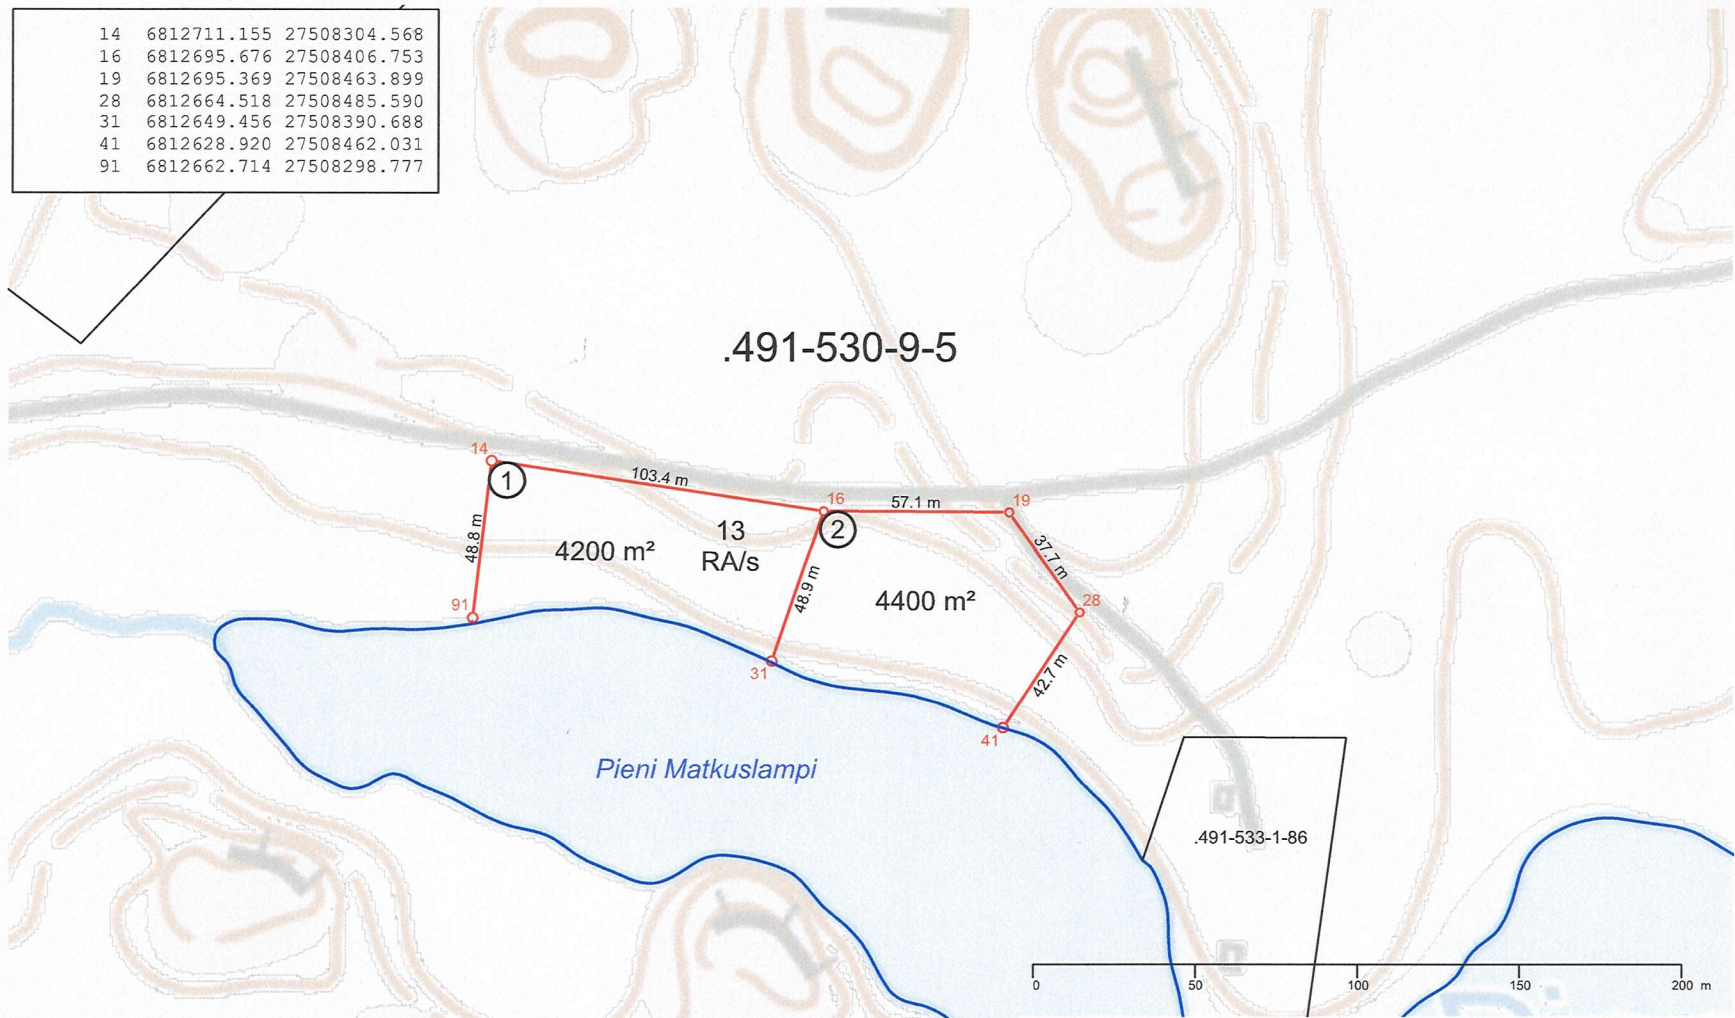 14 6812711.155 27508304.568
16 6812695.676 27508406.753
19 6812695.369 27508463.899
28 6812664.518 27508485.590
31 6812649.456 27508390.688
41 6812628.920 27508462.031
91 6812662.714 27508298.777
.491-530-9-5
14
1
103.4 m
16
2
57.1 m
19
48.8 m
4200 m²
13
RA/s
48.9 m
4400 m²
37.7 m
28
91
31
42.7 m
41
Pieni Matkuslampi
.491-533-1-86
0 50 100 150 200 m